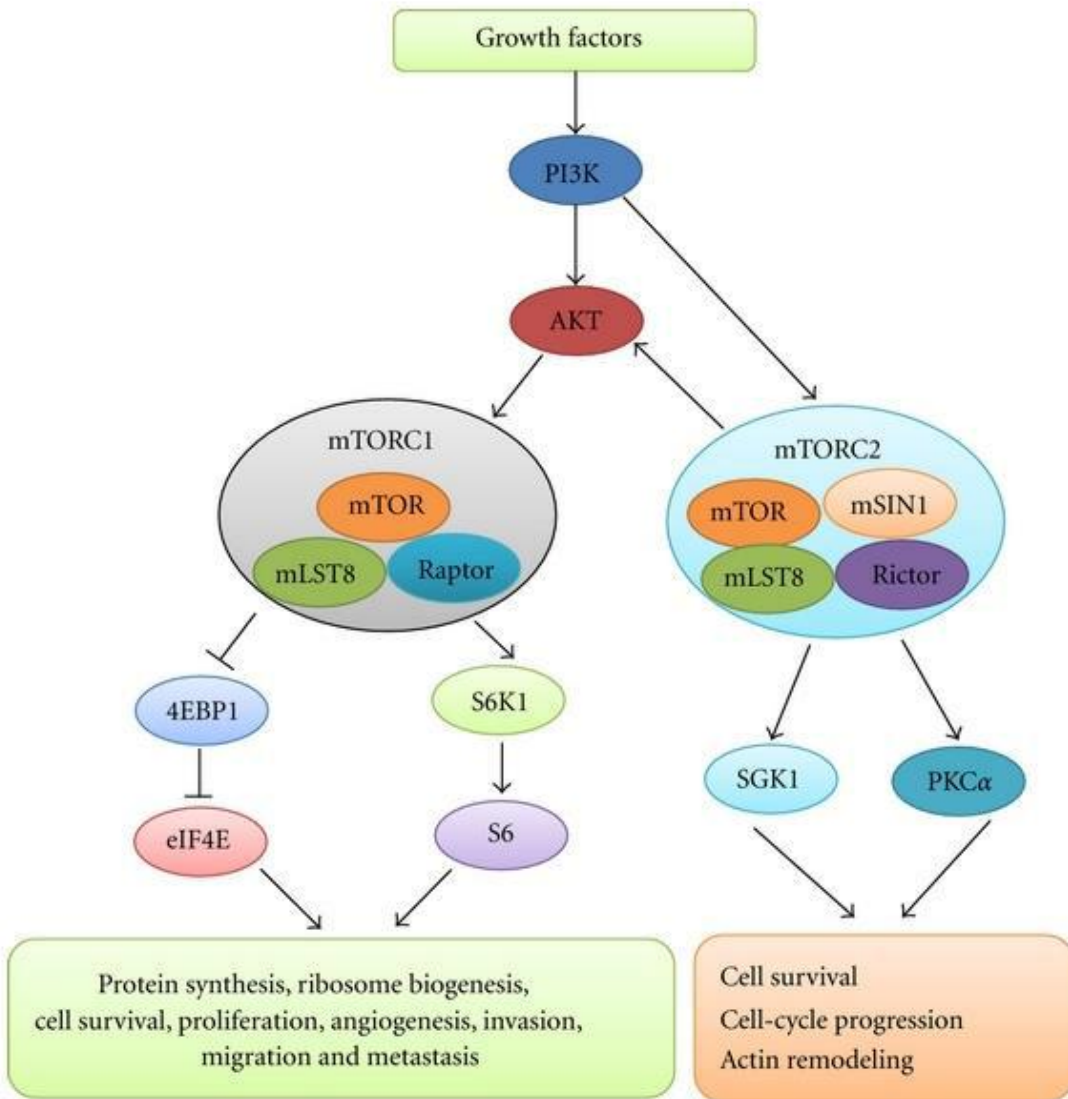 Growth factors
PI3K
AKT
mTORC1
mTORC2
mTOR
mLST8
Raptor
mTOR
mSIN1
mLST8
Rictor
4EBP1
S6K1
SGK1
PKCα
eIF4E
S6
Protein synthesis, ribosome biogenesis,
cell survival, proliferation, angiogenesis, invasion,
migration and metastasis
Cell survival
Cell-cycle progression
Actin remodeling